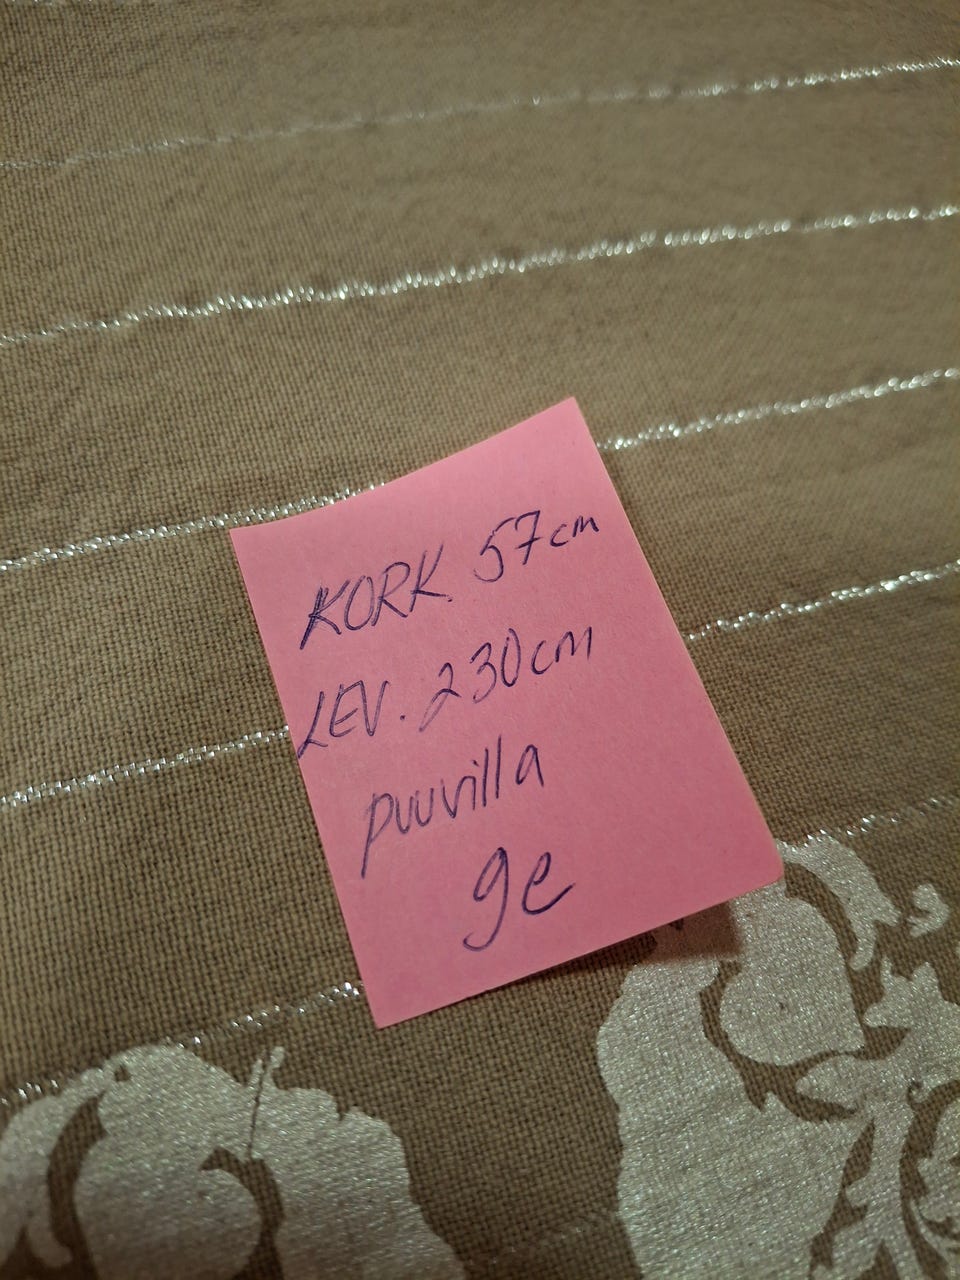 KORK. 57cm
LEV. 230cm
puuvilla
9e